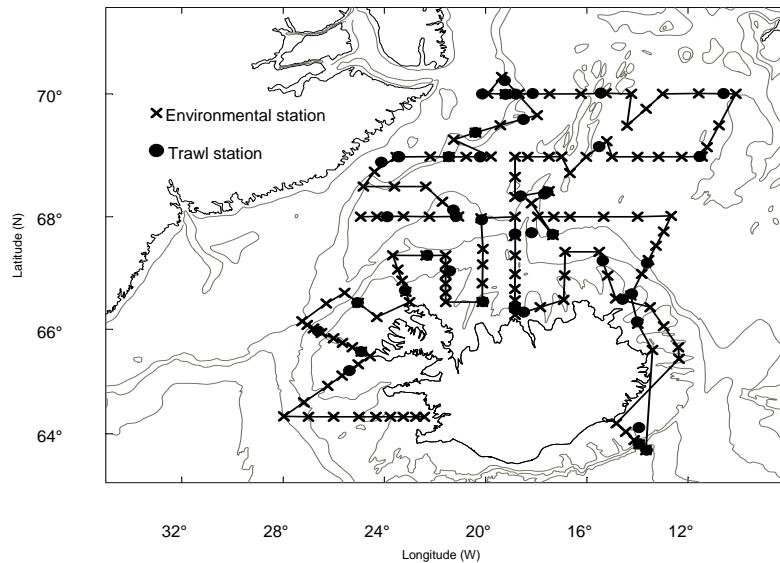 70°
Environmental station
Trawl station
68°
Latitude (N)
66°
64°
32° 28° 24° 20° 16° 12°
Longitude (W)